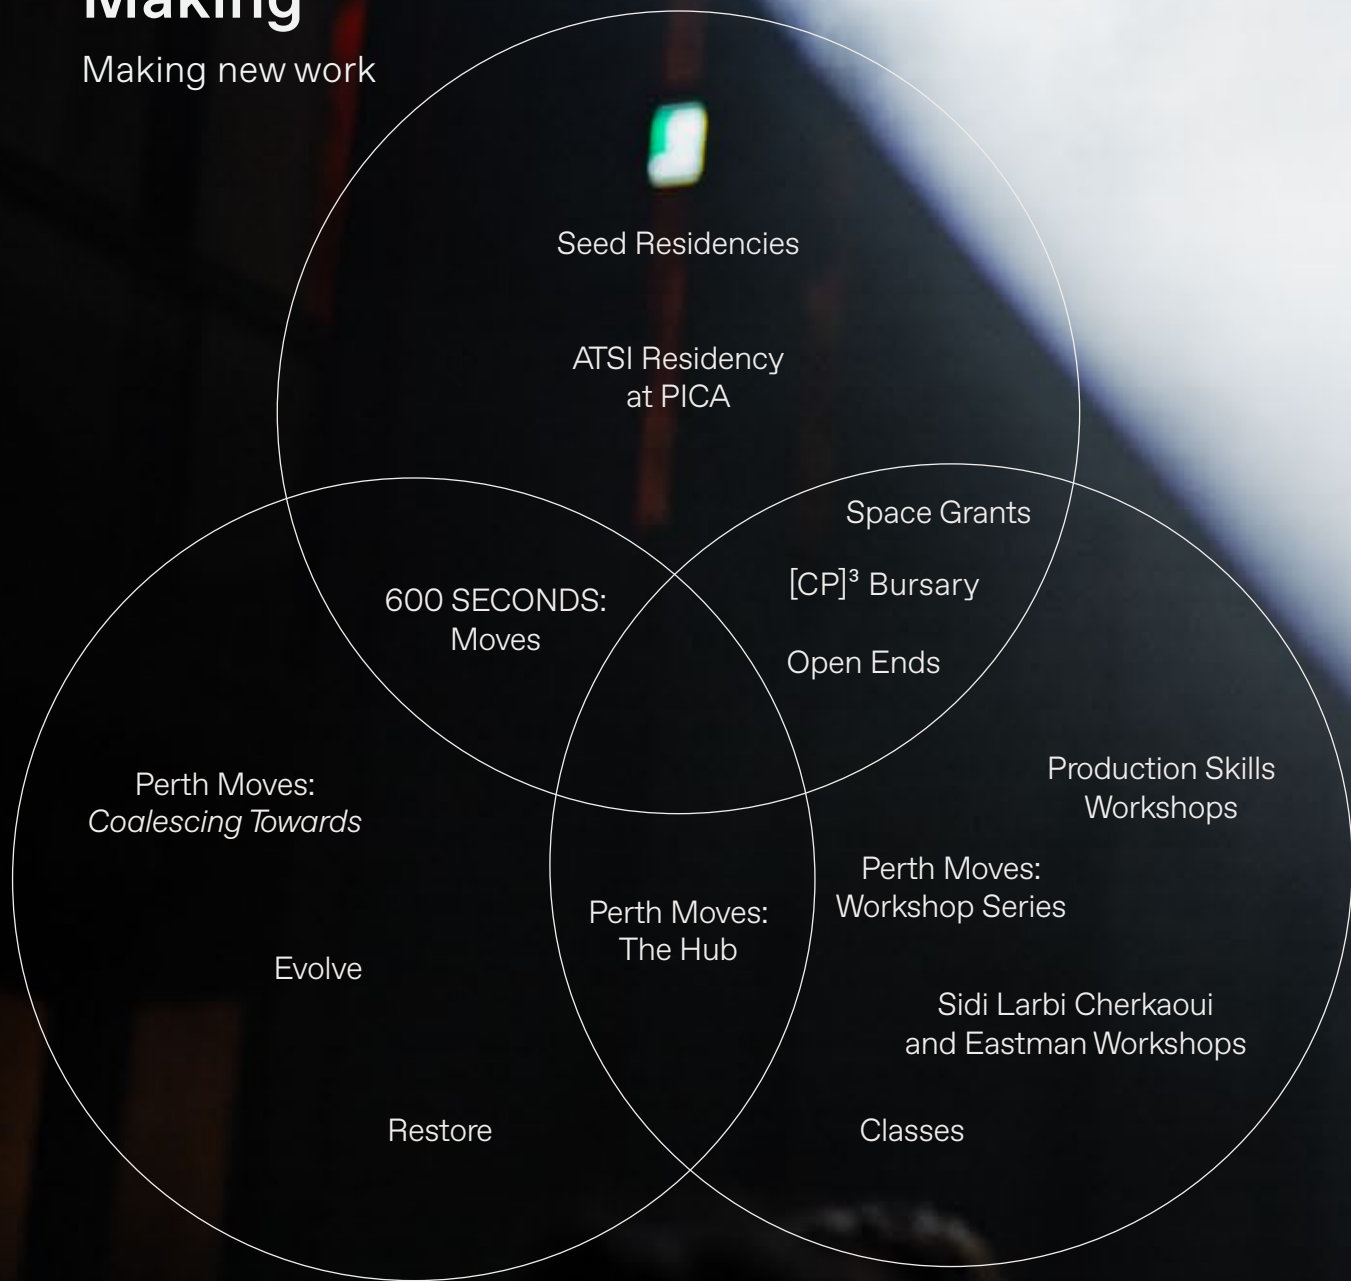 Making
Making new work
Seed Residencies
ATSI Residency
at PICA
Space Grants
[CP]³ Bursary
Open Ends
600 SECONDS:
Moves
Perth Moves:
Coalescing Towards
Production Skills
Workshops
Perth Moves:
Workshop Series
Perth Moves:
The Hub
Evolve
Sidi Larbi Cherkaoui
and Eastman Workshops
Restore
Classes